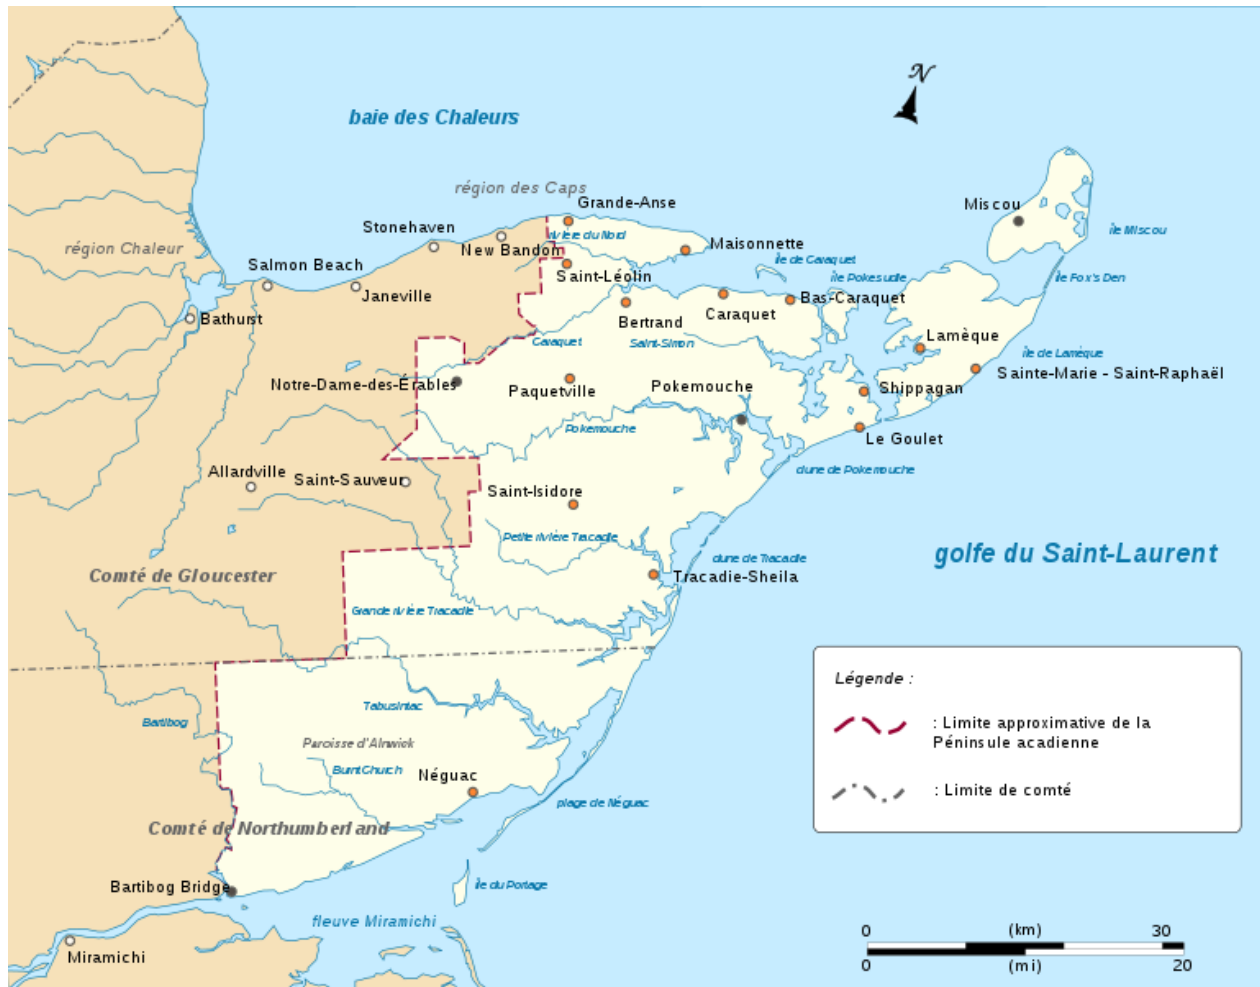 N
baie des Chaleurs
région des Caps
Grande-Anse
Miscou
Stonehaven
rivière du Nord
île Miscou
région Chaleur
New Bandon
Maisonnette
Salmon Beach
Saint-Léolin
île de Caraquet
île Pokesudie
île Fox's Den
Janeville
Bas-Caraquet
Bathurst
Bertrand
Caraquet
Caraquet
Saint-Simon
Lamèque
île de Lamèque
Notre-Dame-des-Érables
Paquetville
Pokemouche
Shippagan
Sainte-Marie - Saint-Raphaël
Pokemouche
Le Goulet
Allardville
Saint-Sauveur
dune de Pokemouche
Saint-Isidore
Petite rivière Tracadie
dune de Tracadie
golfe du Saint-Laurent
Comté de Gloucester
Tracadie-Sheila
Grande rivière Tracadie
Légende :
Tabusintac
Bartibog
: Limite approximative de la
Péninsule acadienne
Paroisse d'Alnwick
Burnt Church
Néguac
: Limite de comté
plage de Néguac
Comté de Northumberland
Bartibog Bridge
île du Portage
fleuve Miramichi
Miramichi
0 (km) 30
0 (mi) 20